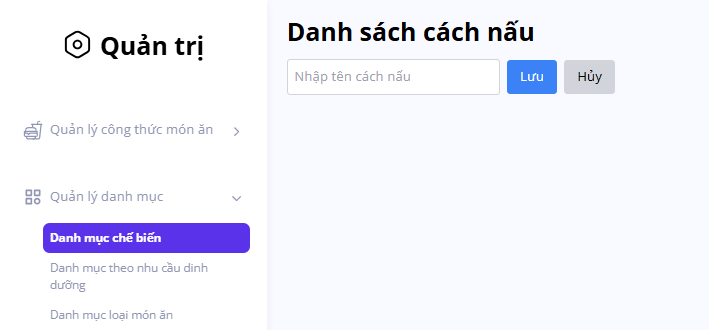 Quản trị
Quản lý công thức món ăn
Quản lý danh mục
Danh mục chế biến
Danh mục theo nhu cầu dinh
dưỡng
Danh mục loại món ăn
Danh sách cách nấu
Nhập tên cách nấu
Lưu
Hủy